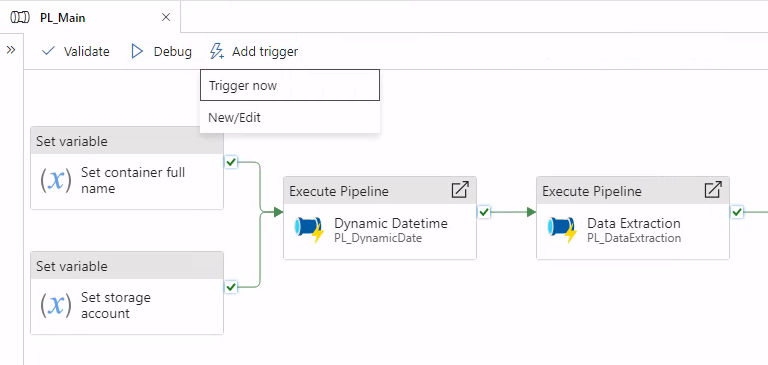 PL_Main
Validate
Debug
Add trigger
Trigger now
New/Edit
Set variable
(x)
Set container full
name
Execute Pipeline
Dynamic Datetime
PL_DynamicDate
Execute Pipeline
Data Extraction
PL_DataExtraction
Set variable
(x)
Set storage
account